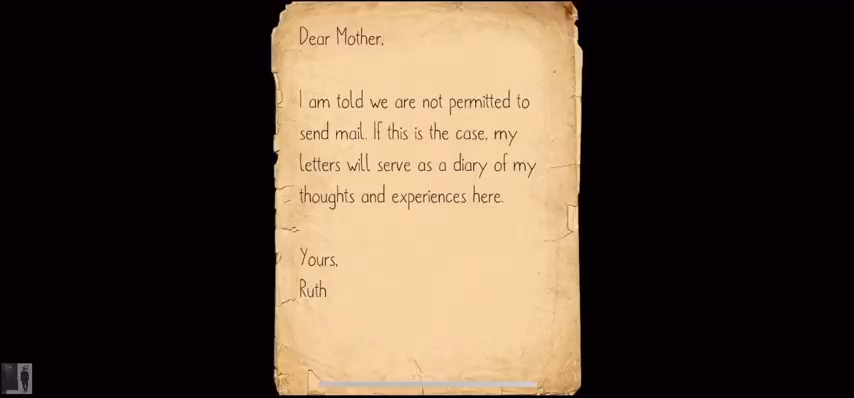 Dear Mother,
I am told we are not permitted to
send mail. If this is the case, my
letters will serve as a diary of my
thoughts and experiences here.
Yours,
Ruth